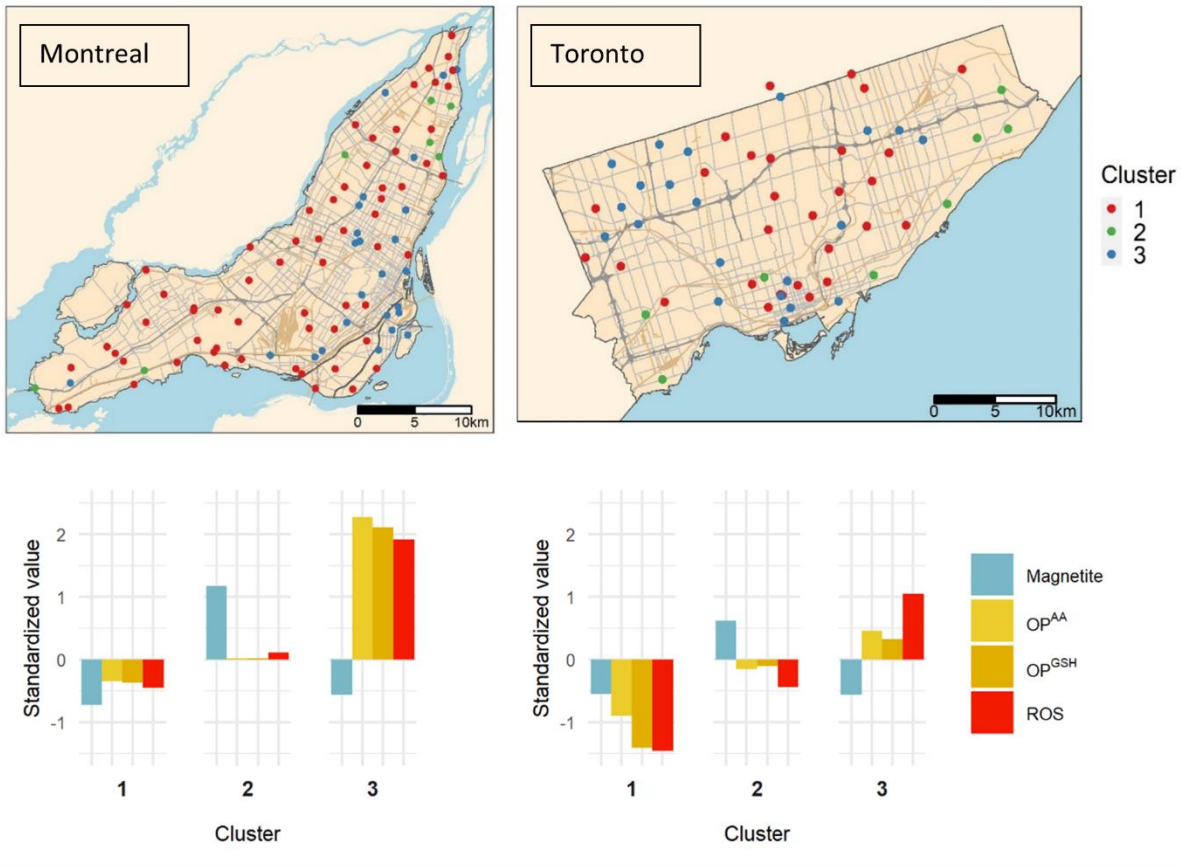 Montreal
Toronto
0 5 10km
0 5 10km
Cluster
1
2
3
Standardized value
2
1
0
-1
1 2 3
Cluster
Standardized value
2
1
0
-1
1 2 3
Cluster
Magnetite
OP^AA
OP^GSH
ROS